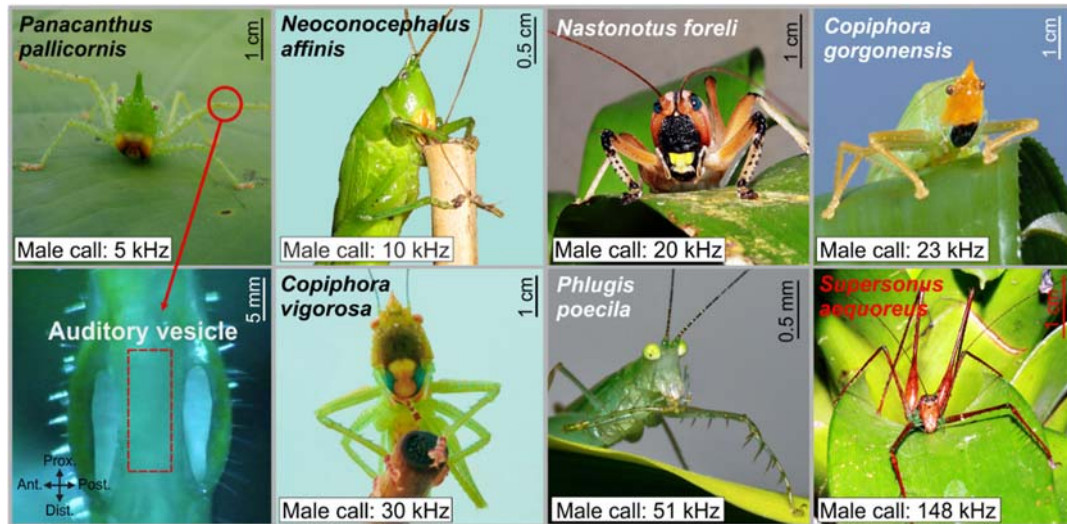 Panacanthus
pallicornis
1 cm
Male call: 5 kHz
Neoconocephalus
affinis
0.5 cm
Male call: 10 kHz
Nastonotus foreli
1 cm
Male call: 20 kHz
Copiphora
gorgonensis
1 cm
Male call: 23 kHz
Auditory vesicle
5 mm
Prox.
Ant.
Post.
Dist.
Copiphora
vigorosa
1 cm
Male call: 30 kHz
Phlugis
poecila
0.5 mm
Male call: 51 kHz
Supersonus
aequoreus
1 cm
Male call: 148 kHz